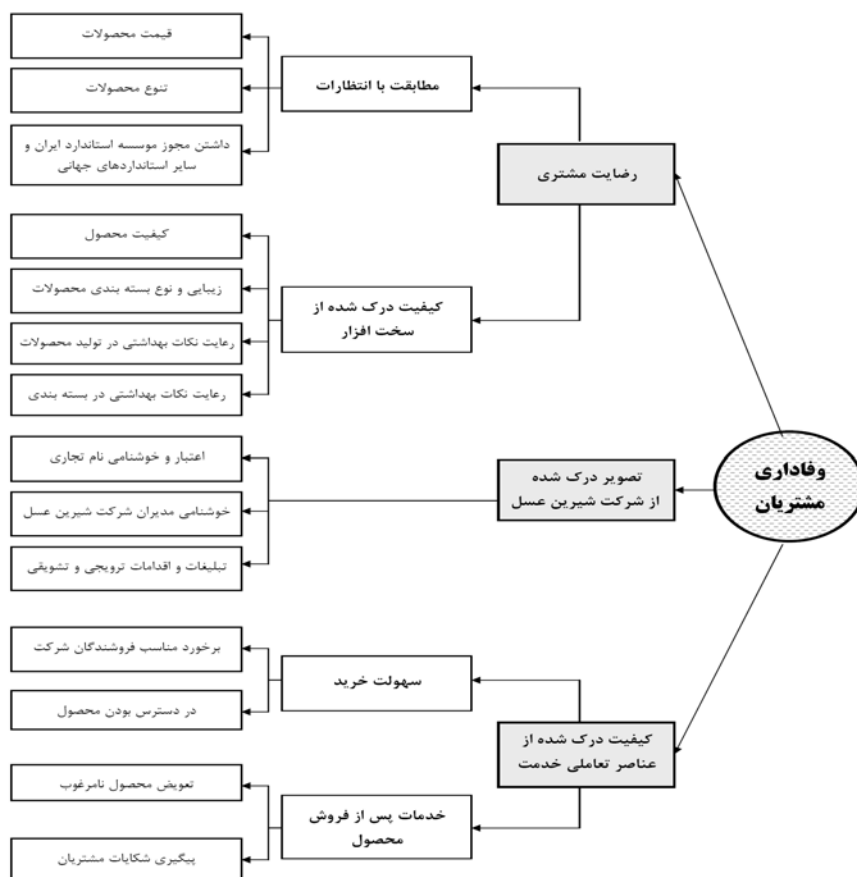 وفاداری
مشتریان
رضایت مشتری
مطابقت با انتظارات
قیمت محصولات
تنوع محصولات
داشتن مجوز موسسه استاندارد ایران و
سایر استانداردهای جهانی
کیفیت درک شده از
سخت افزار
کیفیت محصول
زیبایی و نوع بسته بندی محصولات
رعایت نکات بهداشتی در تولید محصولات
رعایت نکات بهداشتی در بسته بندی
تصویر درک شده
از شرکت شیرین عسل
اعتبار و خوشنامی نام تجاری
خوشنامی مدیران شرکت شیرین عسل
تبلیغات و اقدامات ترویجی و تشویقی
کیفیت درک شده از
عناصر تعاملی خدمت
سهولت خرید
برخورد مناسب فروشندگان شرکت
در دسترس بودن محصول
خدمات پس از فروش
محصول
تعویض محصول نامرغوب
پیگیری شکایات مشتریان